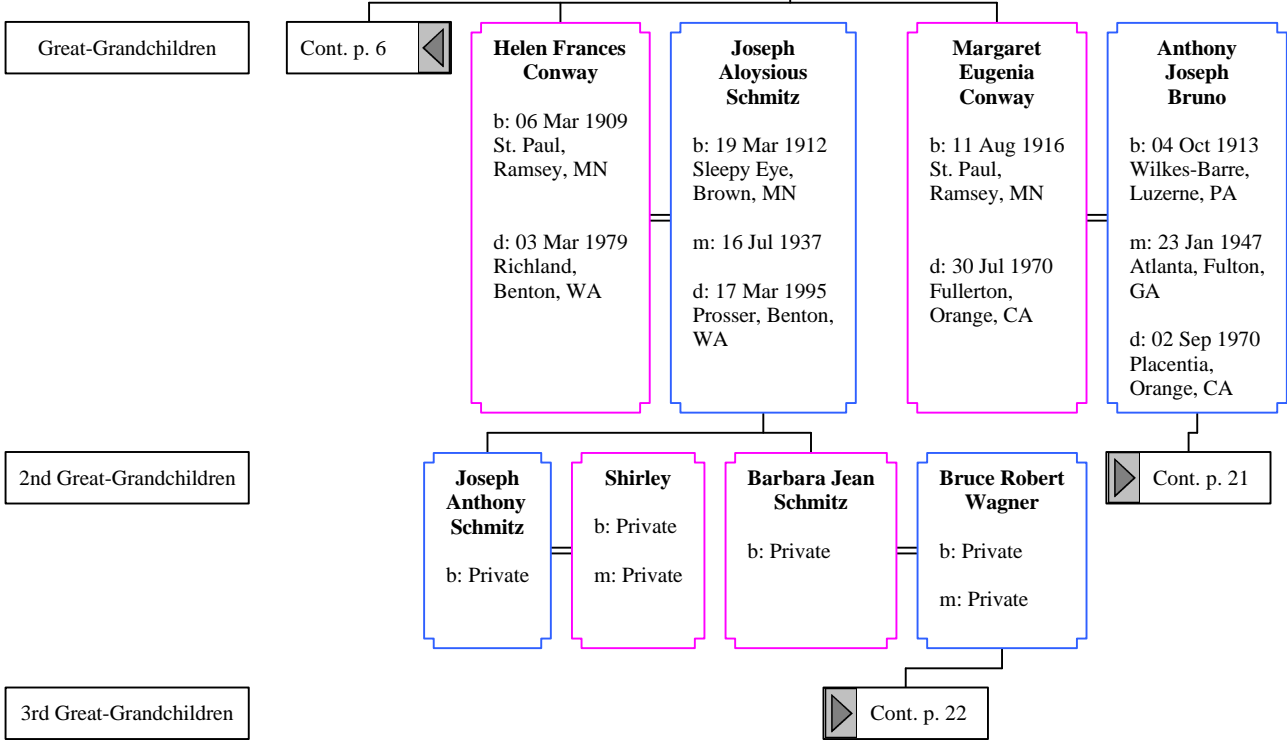 Great-Grandchildren
Cont. p. 6
Helen Frances
Conway
b: 06 Mar 1909
St. Paul,
Ramsey, MN
d: 03 Mar 1979
Richland,
Benton, WA
Joseph
Aloysious
Schmitz
b: 19 Mar 1912
Sleepy Eye,
Brown, MN
m: 16 Jul 1937
d: 17 Mar 1995
Prosser, Benton,
WA
Margaret
Eugenia
Conway
b: 11 Aug 1916
St. Paul,
Ramsey, MN
d: 30 Jul 1970
Fullerton,
Orange, CA
Anthony
Joseph
Bruno
b: 04 Oct 1913
Wilkes-Barre,
Luzerne, PA
m: 23 Jan 1947
Atlanta, Fulton,
GA
d: 02 Sep 1970
Placentia,
Orange, CA
2nd Great-Grandchildren
Joseph
Anthony
Schmitz
b: Private
Shirley
b: Private
m: Private
Barbara Jean
Schmitz
b: Private
Bruce Robert
Wagner
b: Private
m: Private
Cont. p. 21
3rd Great-Grandchildren
Cont. p. 22